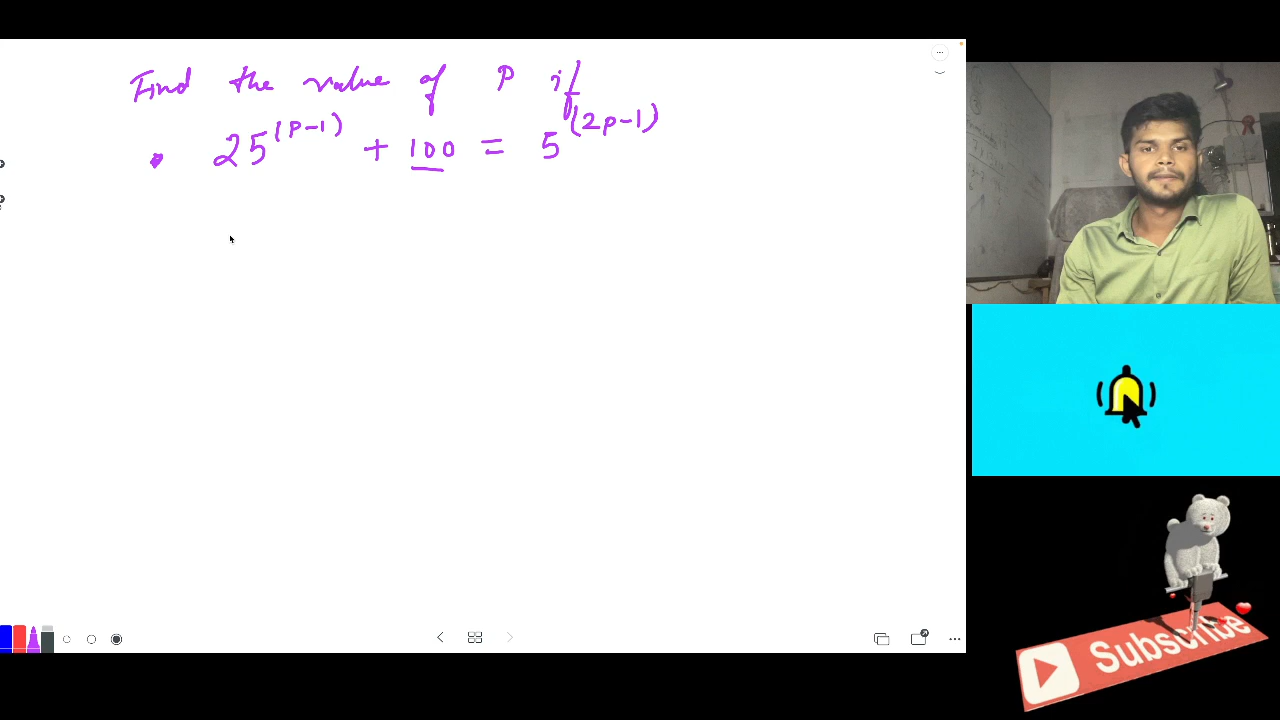 Find the value of P if
25^(P-1) + 100 = 5^(2p-1)
Subscribe